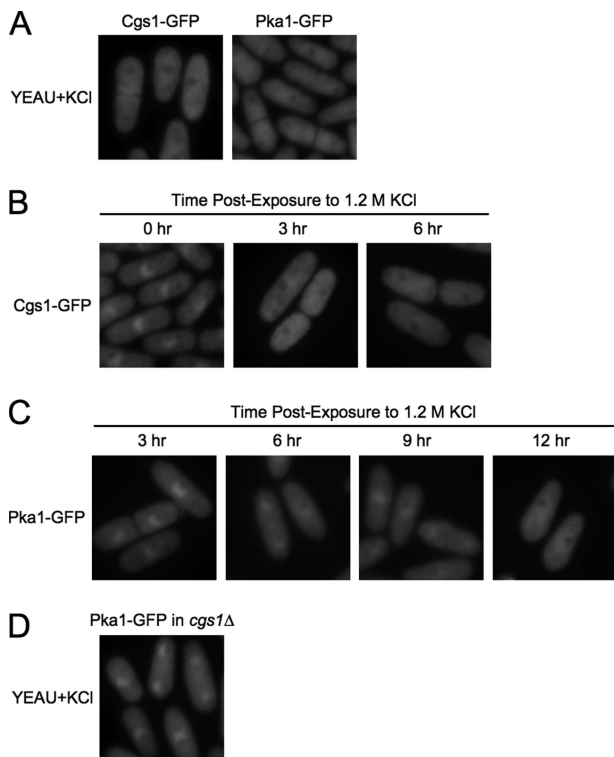 A
Cgs1-GFP Pka1-GFP
YEAU+KCl
B
Time Post-Exposure to 1.2 M KCl
0 hr 3 hr 6 hr
Cgs1-GFP
C
Time Post-Exposure to 1.2 M KCl
3 hr 6 hr 9 hr 12 hr
Pka1-GFP
D
Pka1-GFP in cgs1Δ
YEAU+KCl